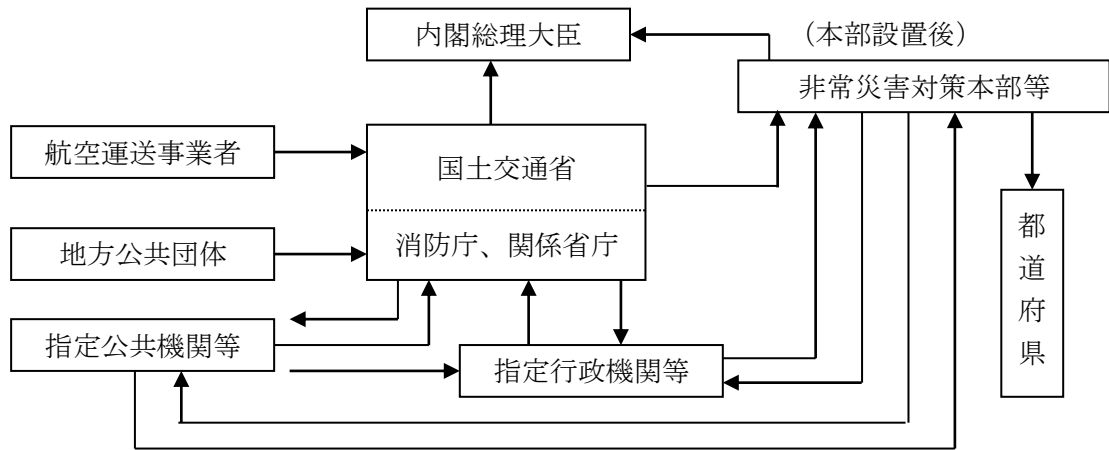 内閣総理大臣
（本部設置後）
非常災害対策本部等
航空運送事業者
国土交通省
地方公共団体
消防庁、関係省庁
都道府県
指定公共機関等
指定行政機関等